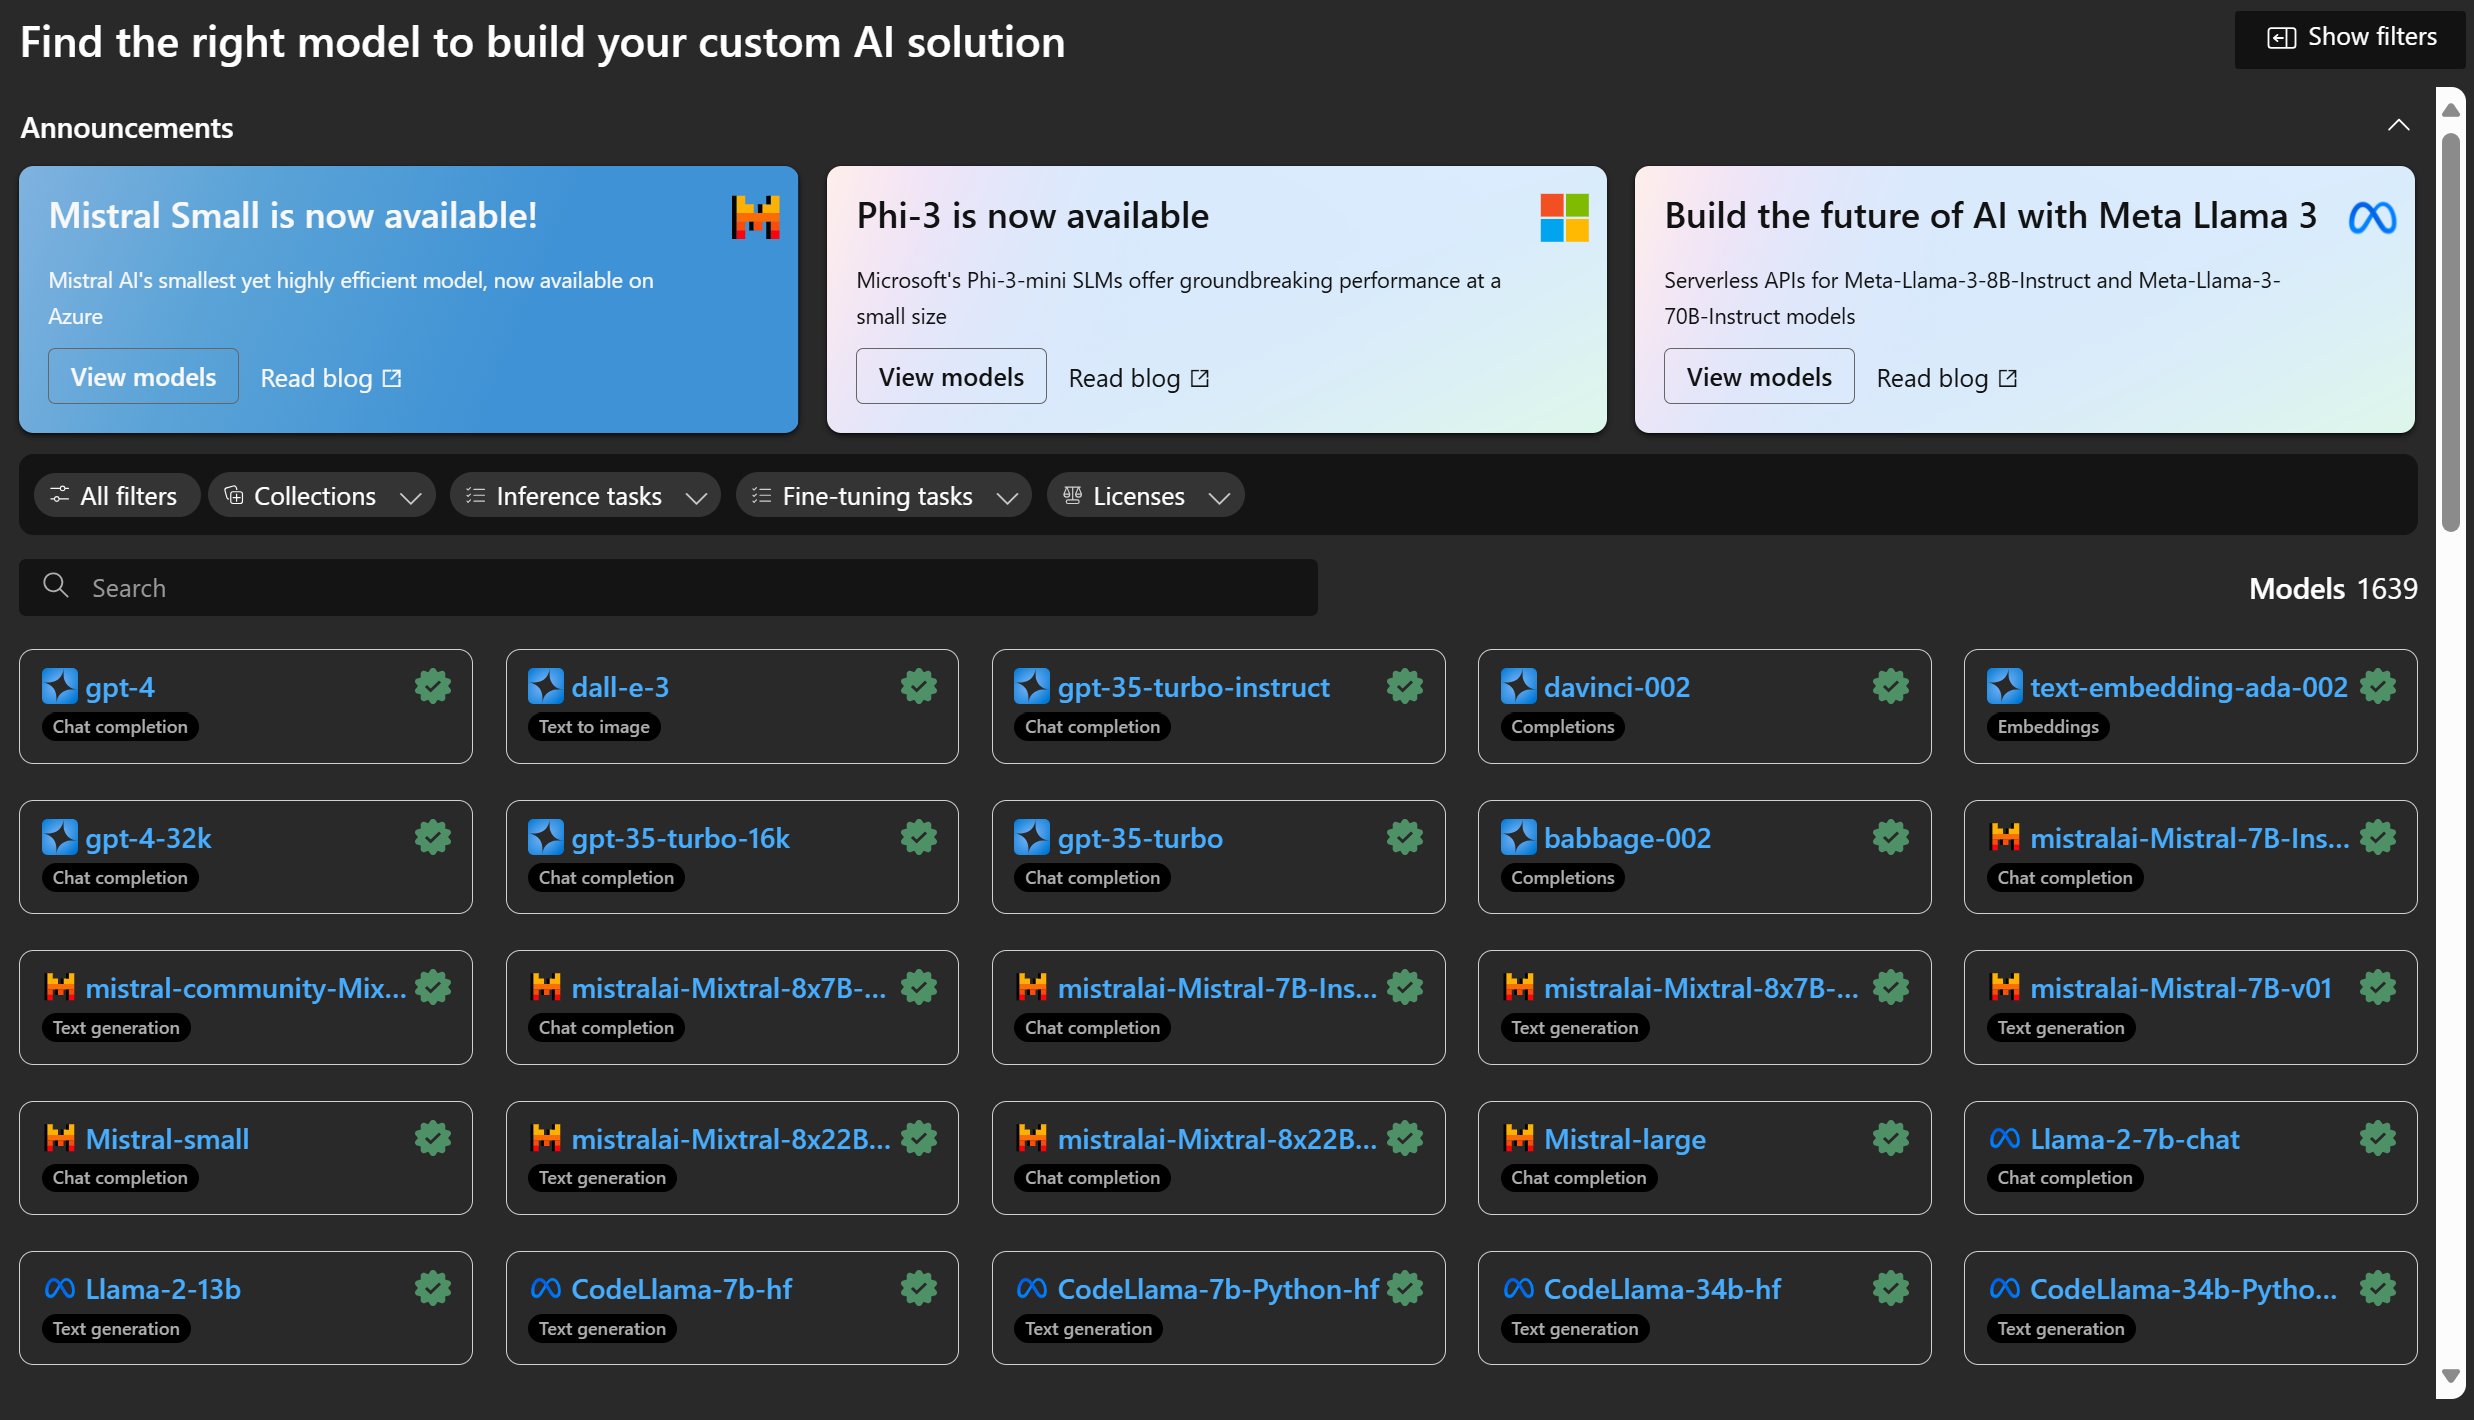 Find the right model to build your custom AI solution
Show filters
Announcements
Mistral Small is now available!
Mistral AI's smallest yet highly efficient model, now available on
Azure
View models
Read blog
Phi-3 is now available
Microsoft's Phi-3-mini SLMs offer groundbreaking performance at a
small size
View models
Read blog
Build the future of AI with Meta Llama 3
Serverless APIs for Meta-Llama-3-8B-Instruct and Meta-Llama-3-
70B-Instruct models
View models
Read blog
All filters
Collections
Inference tasks
Fine-tuning tasks
Licenses
Search
Models 1639
gpt-4
Chat completion
dall-e-3
Text to image
gpt-35-turbo-instruct
Chat completion
davinci-002
Completions
text-embedding-ada-002
Embeddings
gpt-4-32k
Chat completion
gpt-35-turbo-16k
Chat completion
gpt-35-turbo
Chat completion
babbage-002
Completions
mistralai-Mistral-7B-Ins...
Chat completion
mistral-community-Mix...
Text generation
mistralai-Mixtral-8x7B-...
Chat completion
mistralai-Mistral-7B-Ins...
Chat completion
mistralai-Mixtral-8x7B-...
Text generation
mistralai-Mistral-7B-v01
Text generation
Mistral-small
Chat completion
mistralai-Mixtral-8x22B...
Text generation
mistralai-Mixtral-8x22B...
Chat completion
Mistral-large
Chat completion
Llama-2-7b-chat
Chat completion
Llama-2-13b
Text generation
CodeLlama-7b-hf
Text generation
CodeLlama-7b-Python-hf
Text generation
CodeLlama-34b-hf
Text generation
CodeLlama-34b-Pytho...
Text generation